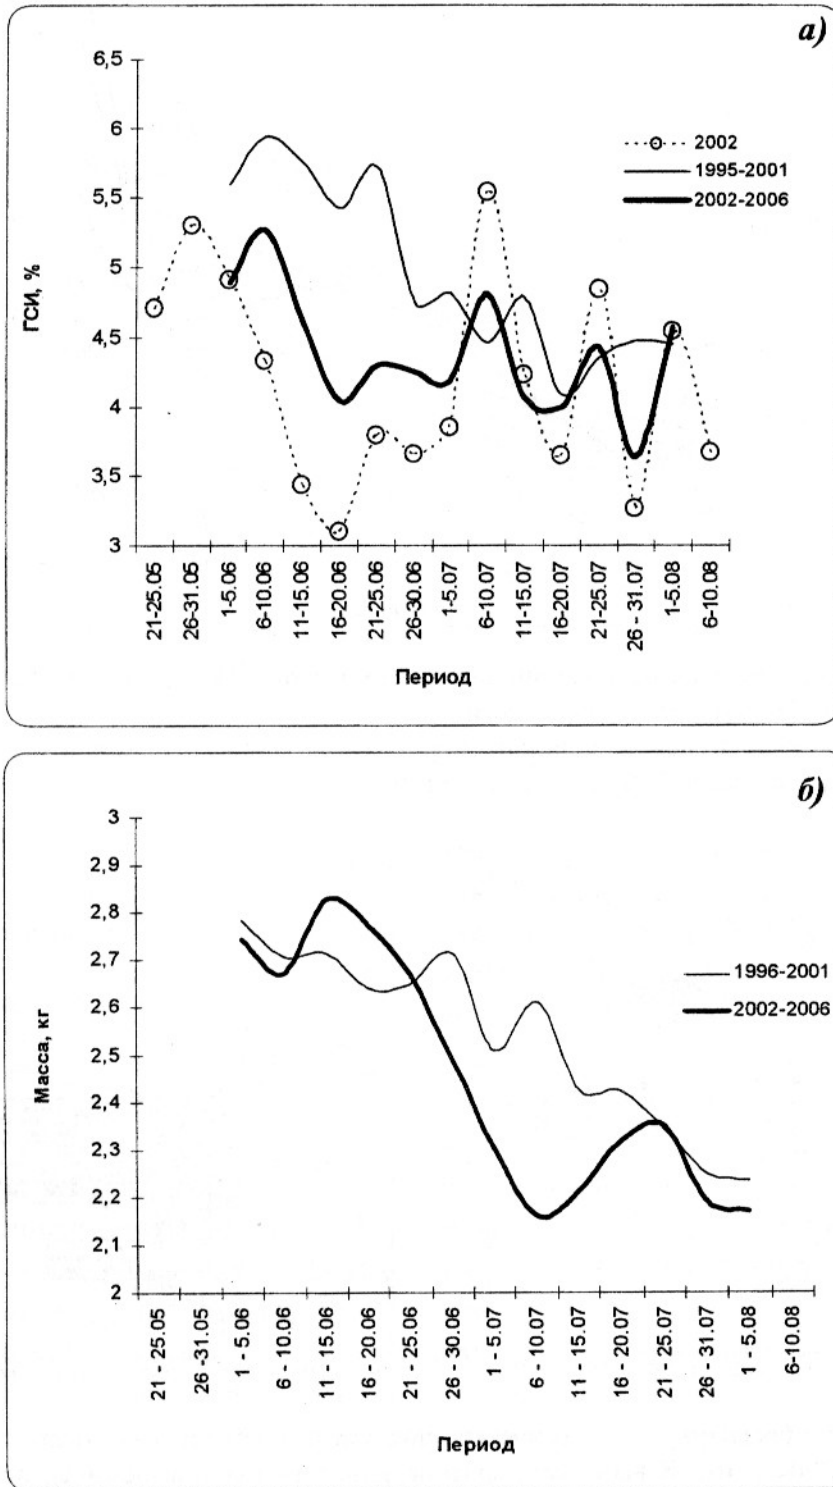 а)
6,5
6
5,5
5
4,5
4
3,5
3
ГСИ, %
2002
1995-2001
2002-2006
21-25.05
26-31.05
1-5.06
6-10.06
11-15.06
16-20.06
21-25.06
26-30.06
1-5.07
6-10.07
11-15.07
16-20.07
21-25.07
26 - 31.07
1-5.08
6-10.08
Период
б)
3
2,9
2,8
2,7
2,6
2,5
2,4
2,3
2,2
2,1
2
Масса, кг
1996-2001
2002-2006
21 - 25.05
26 -31.05
1 - 5.06
6 - 10.06
11 - 15.06
16 - 20.06
21 - 25.06
26 - 30.06
1 - 5.07
6 - 10.07
11 - 15.07
16 - 20.07
21 - 25.07
26 - 31.07
1 - 5.08
6-10.08
Период